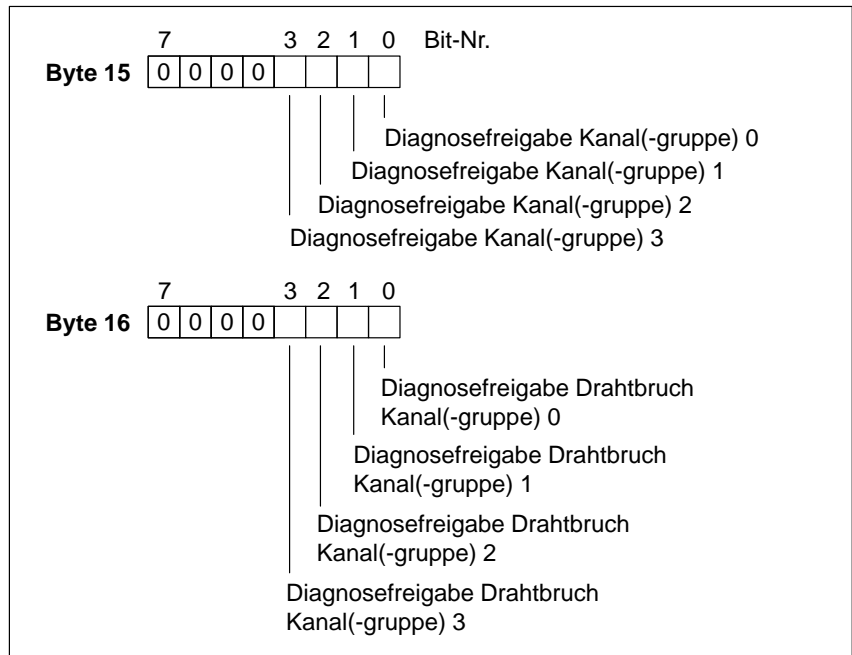 7 3 2 1 0 Bit-Nr.
Byte 15 0 0 0 0
Diagnosefreigabe Kanal(-gruppe) 0
Diagnosefreigabe Kanal(-gruppe) 1
Diagnosefreigabe Kanal(-gruppe) 2
Diagnosefreigabe Kanal(-gruppe) 3
7 3 2 1 0
Byte 16 0 0 0 0
Diagnosefreigabe Drahtbruch
Kanal(-gruppe) 0
Diagnosefreigabe Drahtbruch
Kanal(-gruppe) 1
Diagnosefreigabe Drahtbruch
Kanal(-gruppe) 2
Diagnosefreigabe Drahtbruch
Kanal(-gruppe) 3